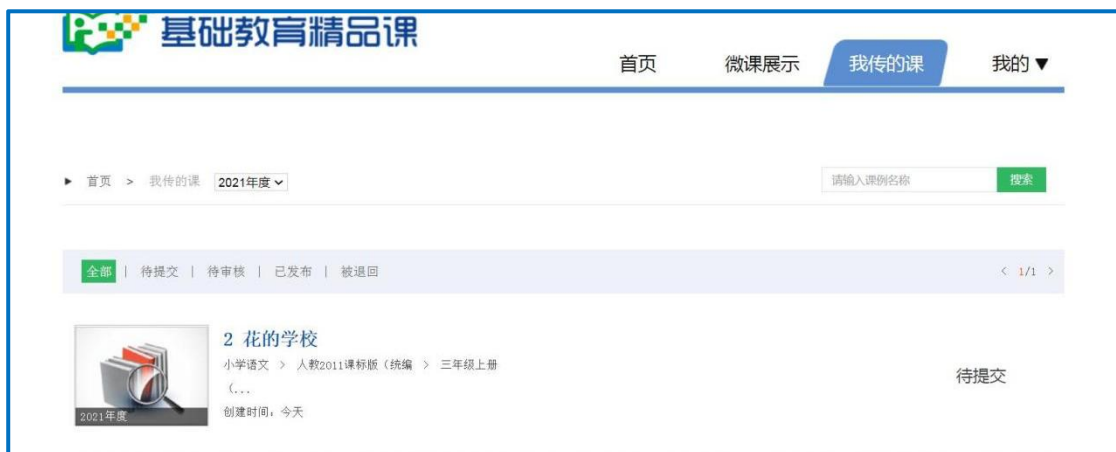 基础教育精品课
首页 微课展示 我传的课 我的 ▼
▶ 首页 > 我传的课 2021年度 请输入课例名称 搜索
全部 | 待提交 | 待审核 | 已发布 | 被退回 < 1/1 >
2 花的学校
小学语文 > 人教2011课标版（统编 > 三年级上册
（...
待提交
2021年度
创建时间：今天